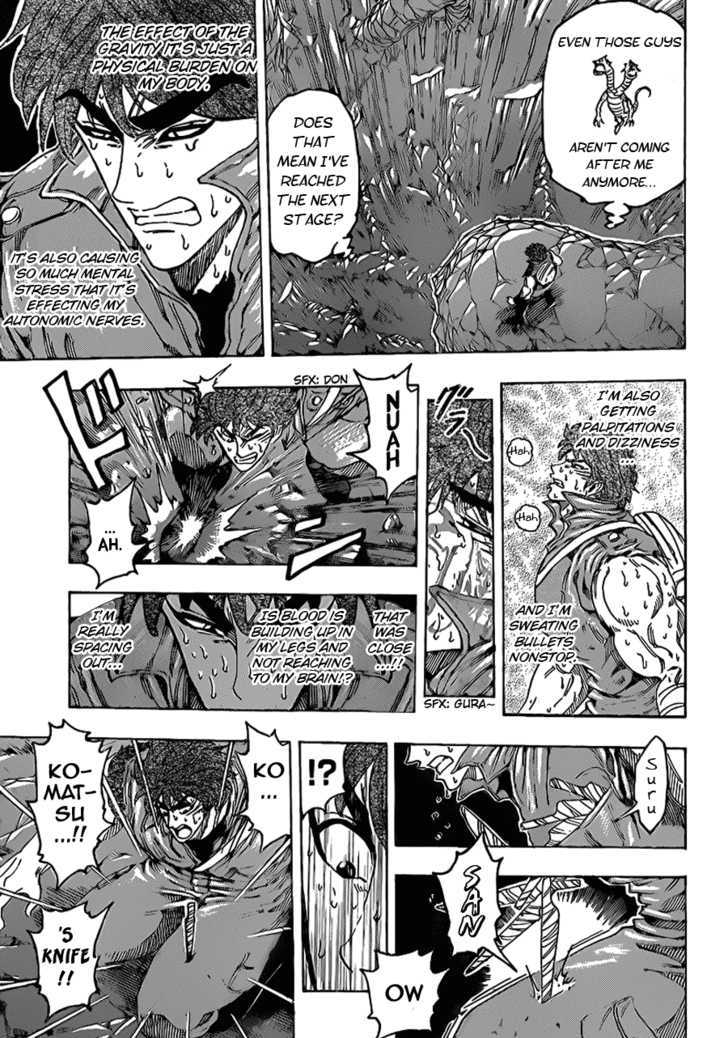 EVEN THOSE GUYS
AREN'T COMING
AFTER ME
ANYMORE...
DOES
THAT
MEAN I'VE
REACHED
THE NEXT
STAGE?
THE EFFECT OF THE
GRAVITY IT'S JUST A
PHYSICAL BURDEN ON
MY BODY.
IT'S ALSO CAUSING
SO MUCH MENTAL
STRESS THAT IT'S
EFFECTING MY
AUTONOMIC NERVES.
I'M ALSO
GETTING
PALPITATIONS
AND DIZZINESS
...
Hah
Hah
AND I'M
SWEATING
BULLETS
NONSTOP.
グラ〜
SFX: GURA~
NUAH
SFX: DON
ドン
...
AH.
THAT
WAS
CLOSE
...!!
IS BLOOD IS
BUILDING UP IN
MY LEGS AND
NOT REACHING
TO MY BRAIN!?
I'M
REALLY
SPACING
OUT...
Suru
SAN
OW
!?
KO
...
KO-
MAT-
SU
...!!
'S
KNIFE
!!